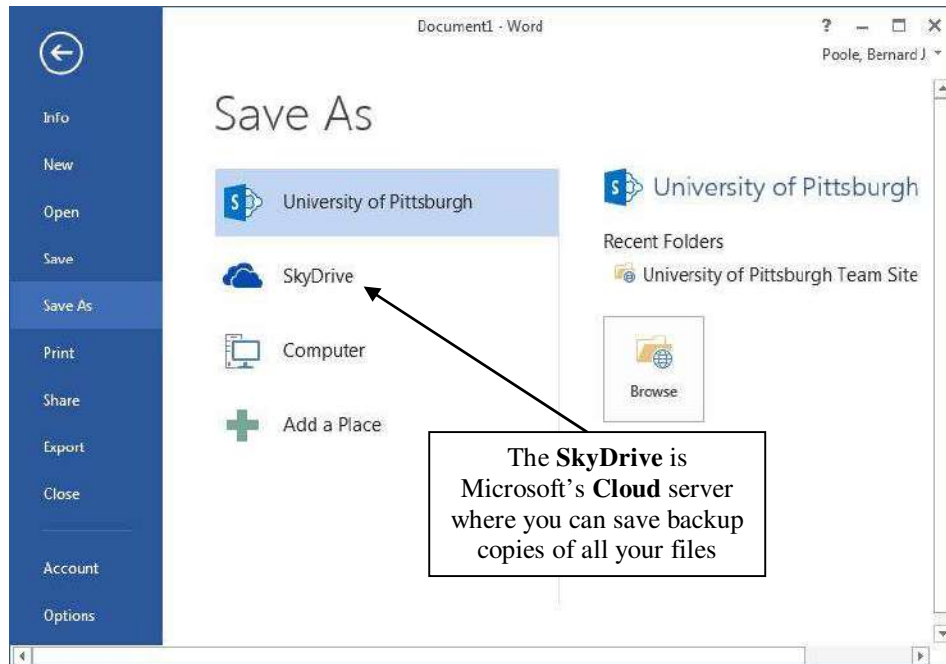 Document1 - Word
?
Poole, Bernard J
Info
New
Open
Save
Save As
Print
Share
Export
Close
Account
Options
Save As
University of Pittsburgh
SkyDrive
Computer
Add a Place
S University of Pittsburgh
Recent Folders
University of Pittsburgh Team Site
Browse
The SkyDrive is
Microsoft’s Cloud server
where you can save backup
copies of all your files